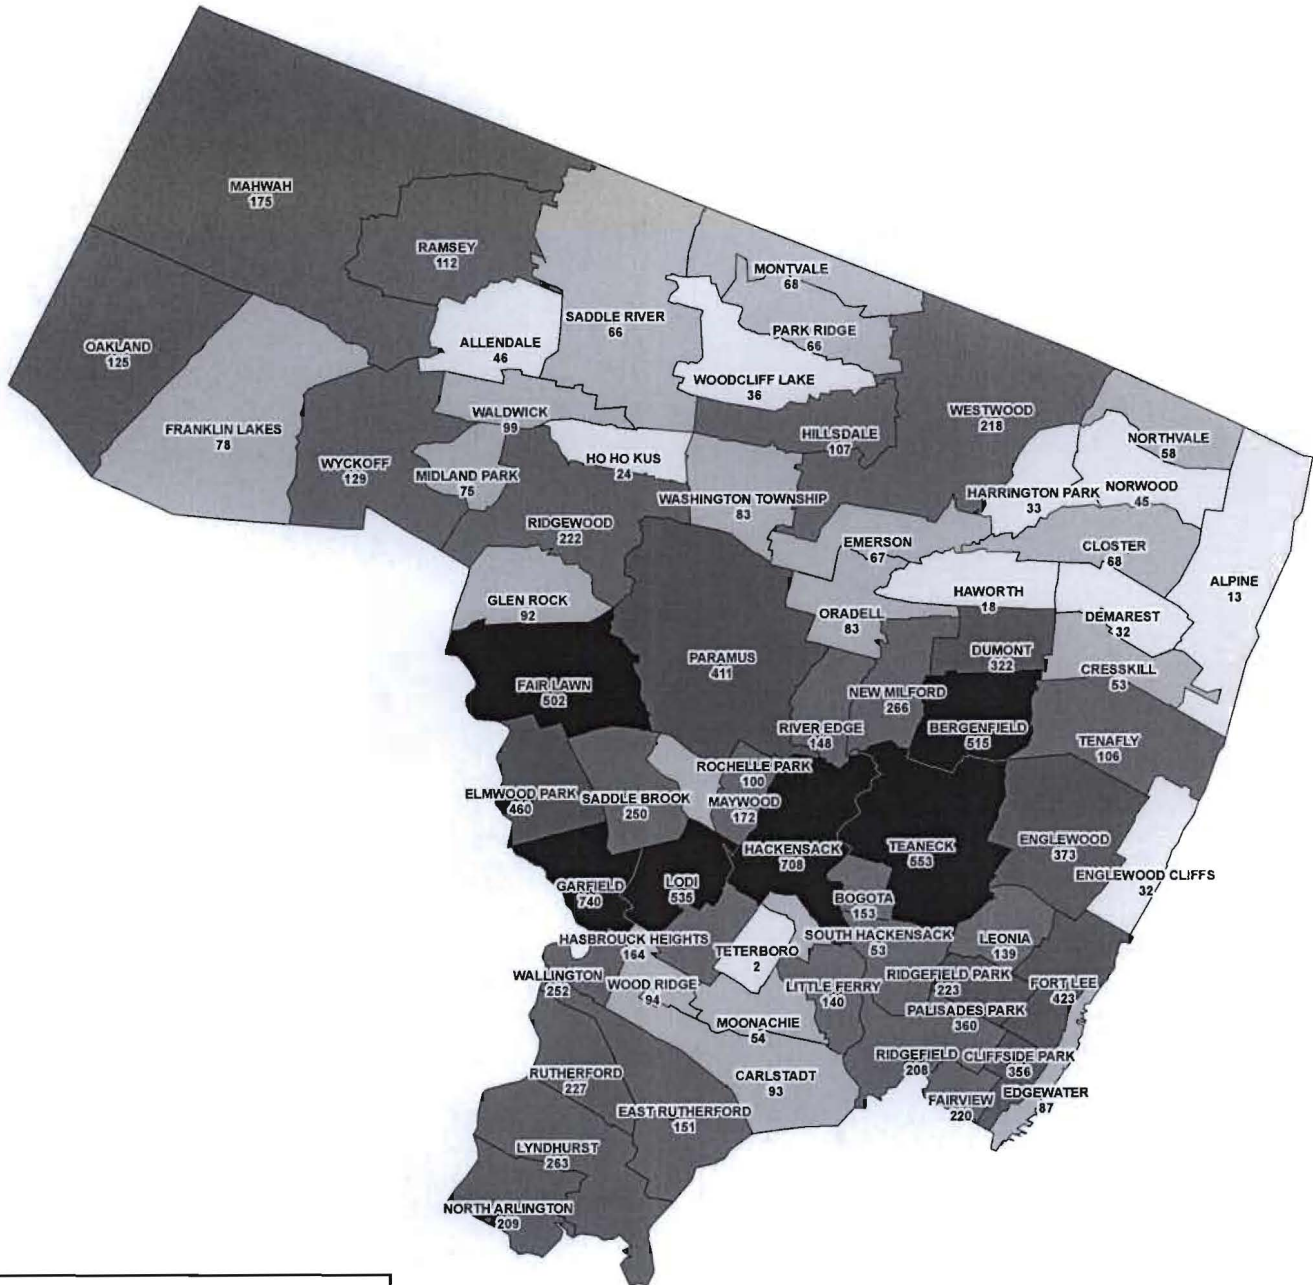 MAHWAH
175
RAMSEY
112
MONTVALE
68
SADDLE RIVER
66
PARK RIDGE
66
ALLENDALE
46
OAKLAND
125
WOODCLIFF LAKE
36
WALDWICK
99
WESTWOOD
218
FRANKLIN LAKES
78
HILLSDALE
107
NORTHVALE
58
WYCKOFF
129
MIDLAND PARK
75
HO HO KUS
24
WASHINGTON TOWNSHIP
83
HARRINGTON PARK
33
NORWOOD
45
RIDGEWOOD
222
EMERSON
67
CLOSTER
68
ALPINE
13
GLEN ROCK
92
HAWORTH
18
ORADELL
83
DEMAREST
32
DUMONT
322
PARAMUS
411
CRESSKILL
53
FAIR LAWN
502
NEW MILFORD
266
RIVER EDGE
148
BERGENFIELD
515
TENAFLY
106
ROCHELLE PARK
100
ELMWOOD PARK
460
SADDLE BROOK
250
MAYWOOD
172
HACKENSACK
708
TEANECK
553
ENGLEWOOD
373
ENGLEWOOD CLIFFS
32
GARFIELD
740
LODI
535
BOGOTA
153
HASBROUCK HEIGHTS
164
SOUTH HACKENSACK
53
LEONIA
139
TETERBORO
2
WALLINGTON
252
WOOD RIDGE
94
LITTLE FERRY
140
RIDGEFIELD PARK
223
FORT LEE
423
MOONACHIE
54
PALISADES PARK
360
RIDGEFIELD
208
CLIFFSIDE PARK
356
RUTHERFORD
227
CARLSTADT
93
EDGEWATER
87
FAIRVIEW
220
EAST RUTHERFORD
151
LYNDHURST
263
NORTH ARLINGTON
209